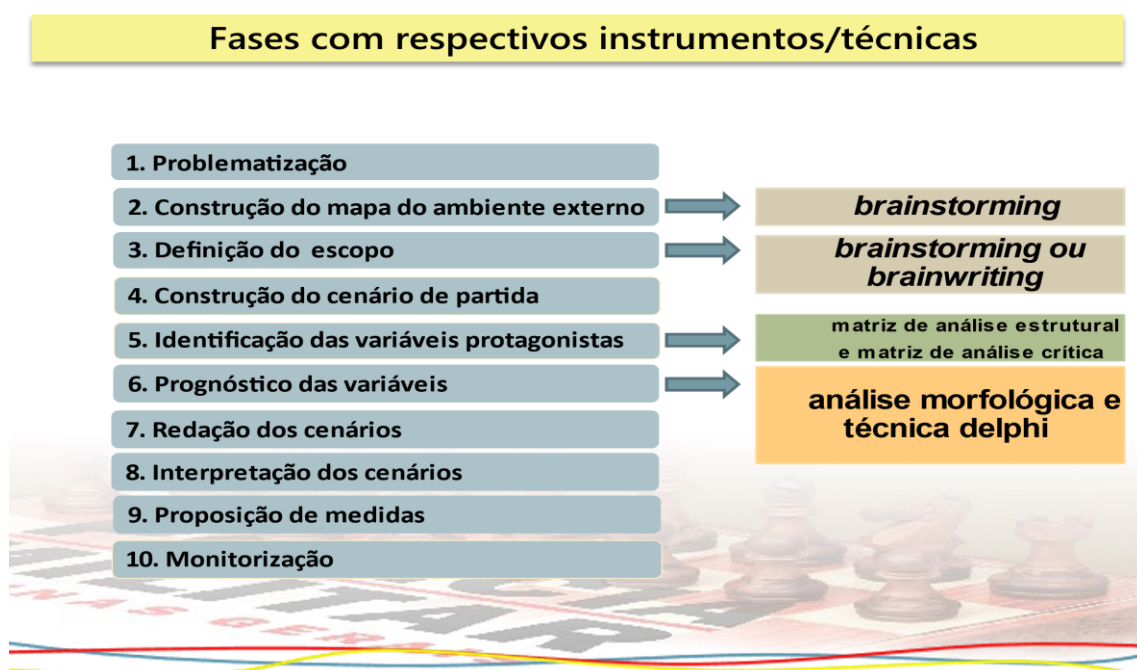 Fases com respectivos instrumentos/técnicas
1. Problematização
2. Construção do mapa do ambiente externo
brainstorming
3. Definição do escopo
brainstorming ou
brainwriting
4. Construção do cenário de partida
5. Identificação das variáveis protagonistas
matriz de análise estrutural
e matriz de análise crítica
6. Prognóstico das variáveis
análise morfológica e
técnica delphi
7. Redação dos cenários
8. Interpretação dos cenários
9. Proposição de medidas
10. Monitorização